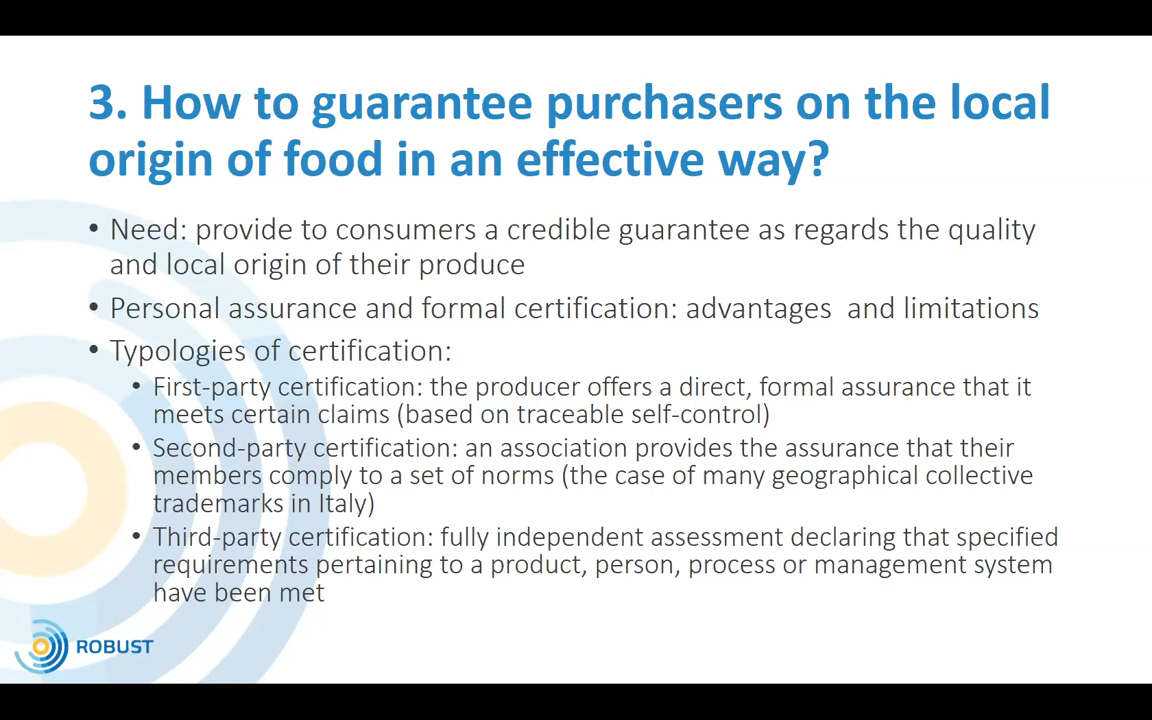 3. How to guarantee purchasers on the local
origin of food in an effective way?
• Need: provide to consumers a credible guarantee as regards the quality
and local origin of their produce
• Personal assurance and formal certification: advantages  and limitations
• Typologies of certification:
• First-party certification: the producer offers a direct, formal assurance that it
meets certain claims (based on traceable self-control)
• Second-party certification: an association provides the assurance that their
members comply to a set of norms (the case of many geographical collective
trademarks in Italy)
• Third-party certification: fully independent assessment declaring that specified
requirements pertaining to a product, person, process or management system
have been met
ROBUST